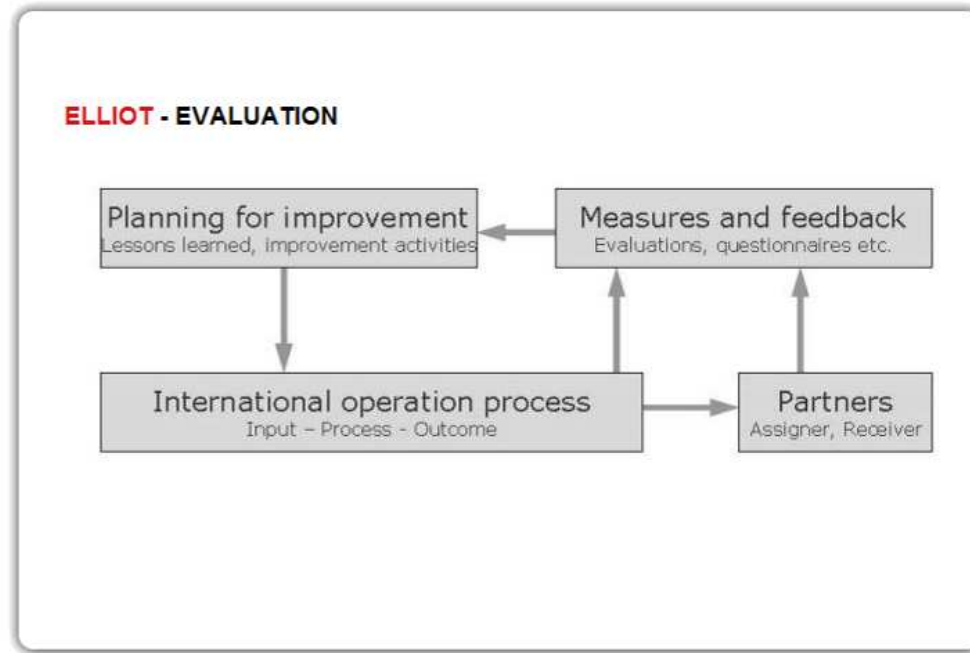 ELLIOT - EVALUATION
Planning for improvement
Lessons learned, improvement activities
Measures and feedback
Evaluations, questionnaires etc.
International operation process
Input – Process - Outcome
Partners
Assigner, Receiver